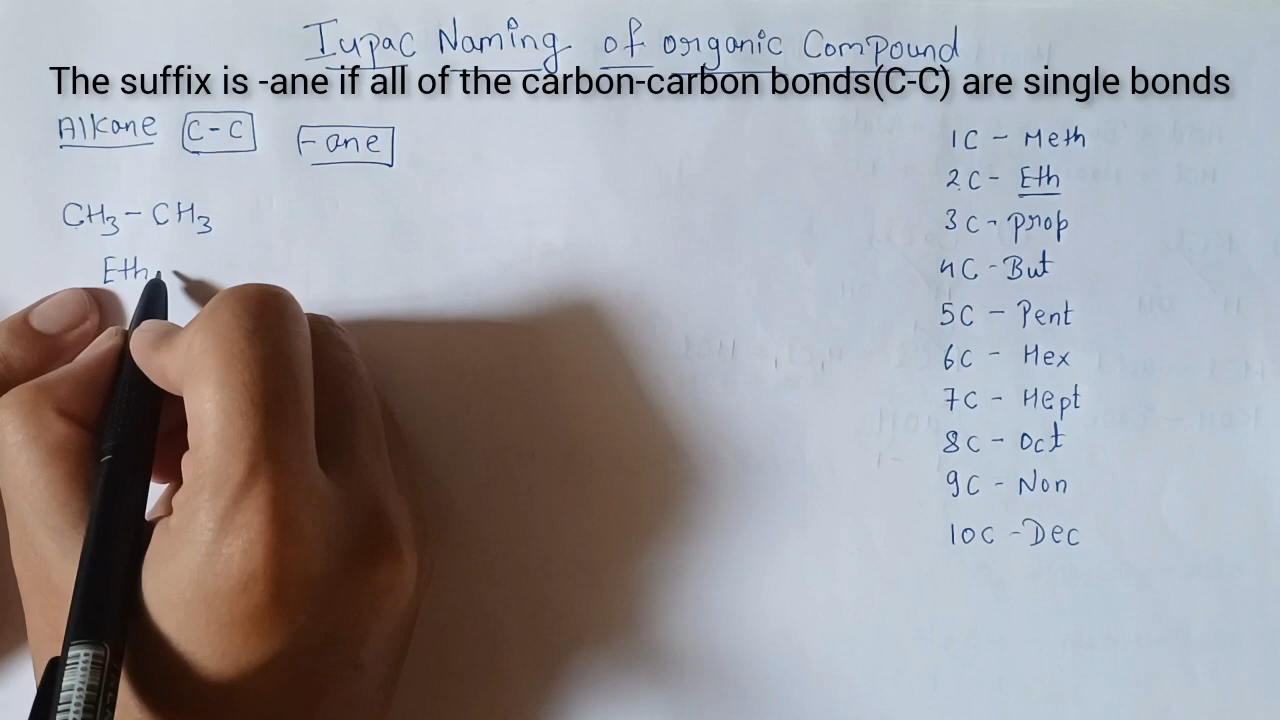 Iupac Naming of organic Compound
The suffix is -ane if all of the carbon-carbon bonds(C-C) are single bonds
Alkane C-C -ane
CH3-CH3
Eth
1C - Meth
2C - Eth
3C - prop
4C - But
5C - Pent
6C - Hex
7C - Hept
8C - Oct
9C - Non
10C - Dec